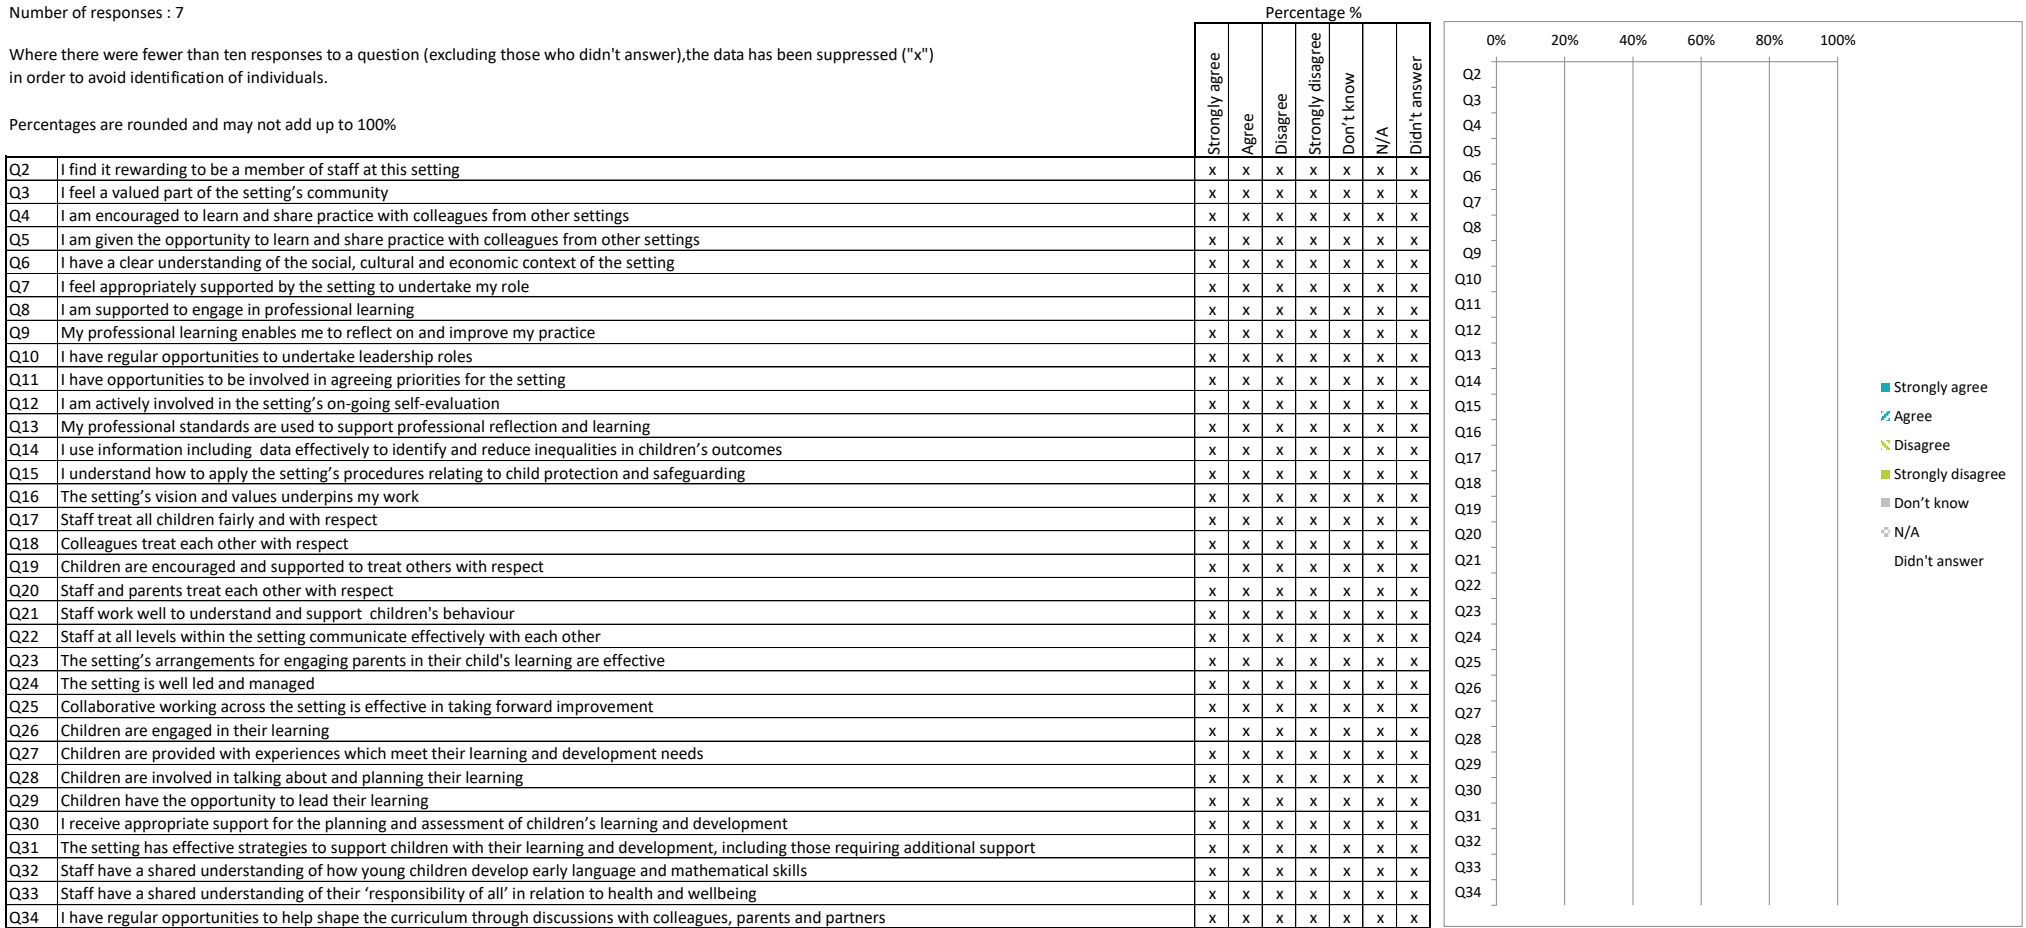 Number of responses : 7
Percentage %
Where there were fewer than ten responses to a question (excluding those who didn't answer),the data has been suppressed ("x")
in order to avoid identification of individuals.
Percentages are rounded and may not add up to 100%
Strongly agree
Agree
Disagree
Strongly disagree
Don't know
N/A
Didn't answer
Q2 I find it rewarding to be a member of staff at this setting x x x x x x x
Q3 I feel a valued part of the setting's community x x x x x x x
Q4 I am encouraged to learn and share practice with colleagues from other settings x x x x x x x
Q5 I am given the opportunity to learn and share practice with colleagues from other settings x x x x x x x
Q6 I have a clear understanding of the social, cultural and economic context of the setting x x x x x x x
Q7 I feel appropriately supported by the setting to undertake my role x x x x x x x
Q8 I am supported to engage in professional learning x x x x x x x
Q9 My professional learning enables me to reflect on and improve my practice x x x x x x x
Q10 I have regular opportunities to undertake leadership roles x x x x x x x
Q11 I have opportunities to be involved in agreeing priorities for the setting x x x x x x x
Q12 I am actively involved in the setting's on-going self-evaluation x x x x x x x
Q13 My professional standards are used to support professional reflection and learning x x x x x x x
Q14 I use information including  data effectively to identify and reduce inequalities in children's outcomes x x x x x x x
Q15 I understand how to apply the setting's procedures relating to child protection and safeguarding x x x x x x x
Q16 The setting's vision and values underpins my work x x x x x x x
Q17 Staff treat all children fairly and with respect x x x x x x x
Q18 Colleagues treat each other with respect x x x x x x x
Q19 Children are encouraged and supported to treat others with respect x x x x x x x
Q20 Staff and parents treat each other with respect x x x x x x x
Q21 Staff work well to understand and support  children's behaviour x x x x x x x
Q22 Staff at all levels within the setting communicate effectively with each other x x x x x x x
Q23 The setting's arrangements for engaging parents in their child's learning are effective x x x x x x x
Q24 The setting is well led and managed x x x x x x x
Q25 Collaborative working across the setting is effective in taking forward improvement x x x x x x x
Q26 Children are engaged in their learning x x x x x x x
Q27 Children are provided with experiences which meet their learning and development needs x x x x x x x
Q28 Children are involved in talking about and planning their learning x x x x x x x
Q29 Children have the opportunity to lead their learning x x x x x x x
Q30 I receive appropriate support for the planning and assessment of children's learning and development x x x x x x x
Q31 The setting has effective strategies to support children with their learning and development, including those requiring additional support x x x x x x x
Q32 Staff have a shared understanding of how young children develop early language and mathematical skills x x x x x x x
Q33 Staff have a shared understanding of their 'responsibility of all' in relation to health and wellbeing x x x x x x x
Q34 I have regular opportunities to help shape the curriculum through discussions with colleagues, parents and partners x x x x x x x
0% 20% 40% 60% 80% 100%
Q2
Q3
Q4
Q5
Q6
Q7
Q8
Q9
Q10
Q11
Q12
Q13
Q14
Q15
Q16
Q17
Q18
Q19
Q20
Q21
Q22
Q23
Q24
Q25
Q26
Q27
Q28
Q29
Q30
Q31
Q32
Q33
Q34
Strongly agree
Agree
Disagree
Strongly disagree
Don't know
N/A
Didn't answer